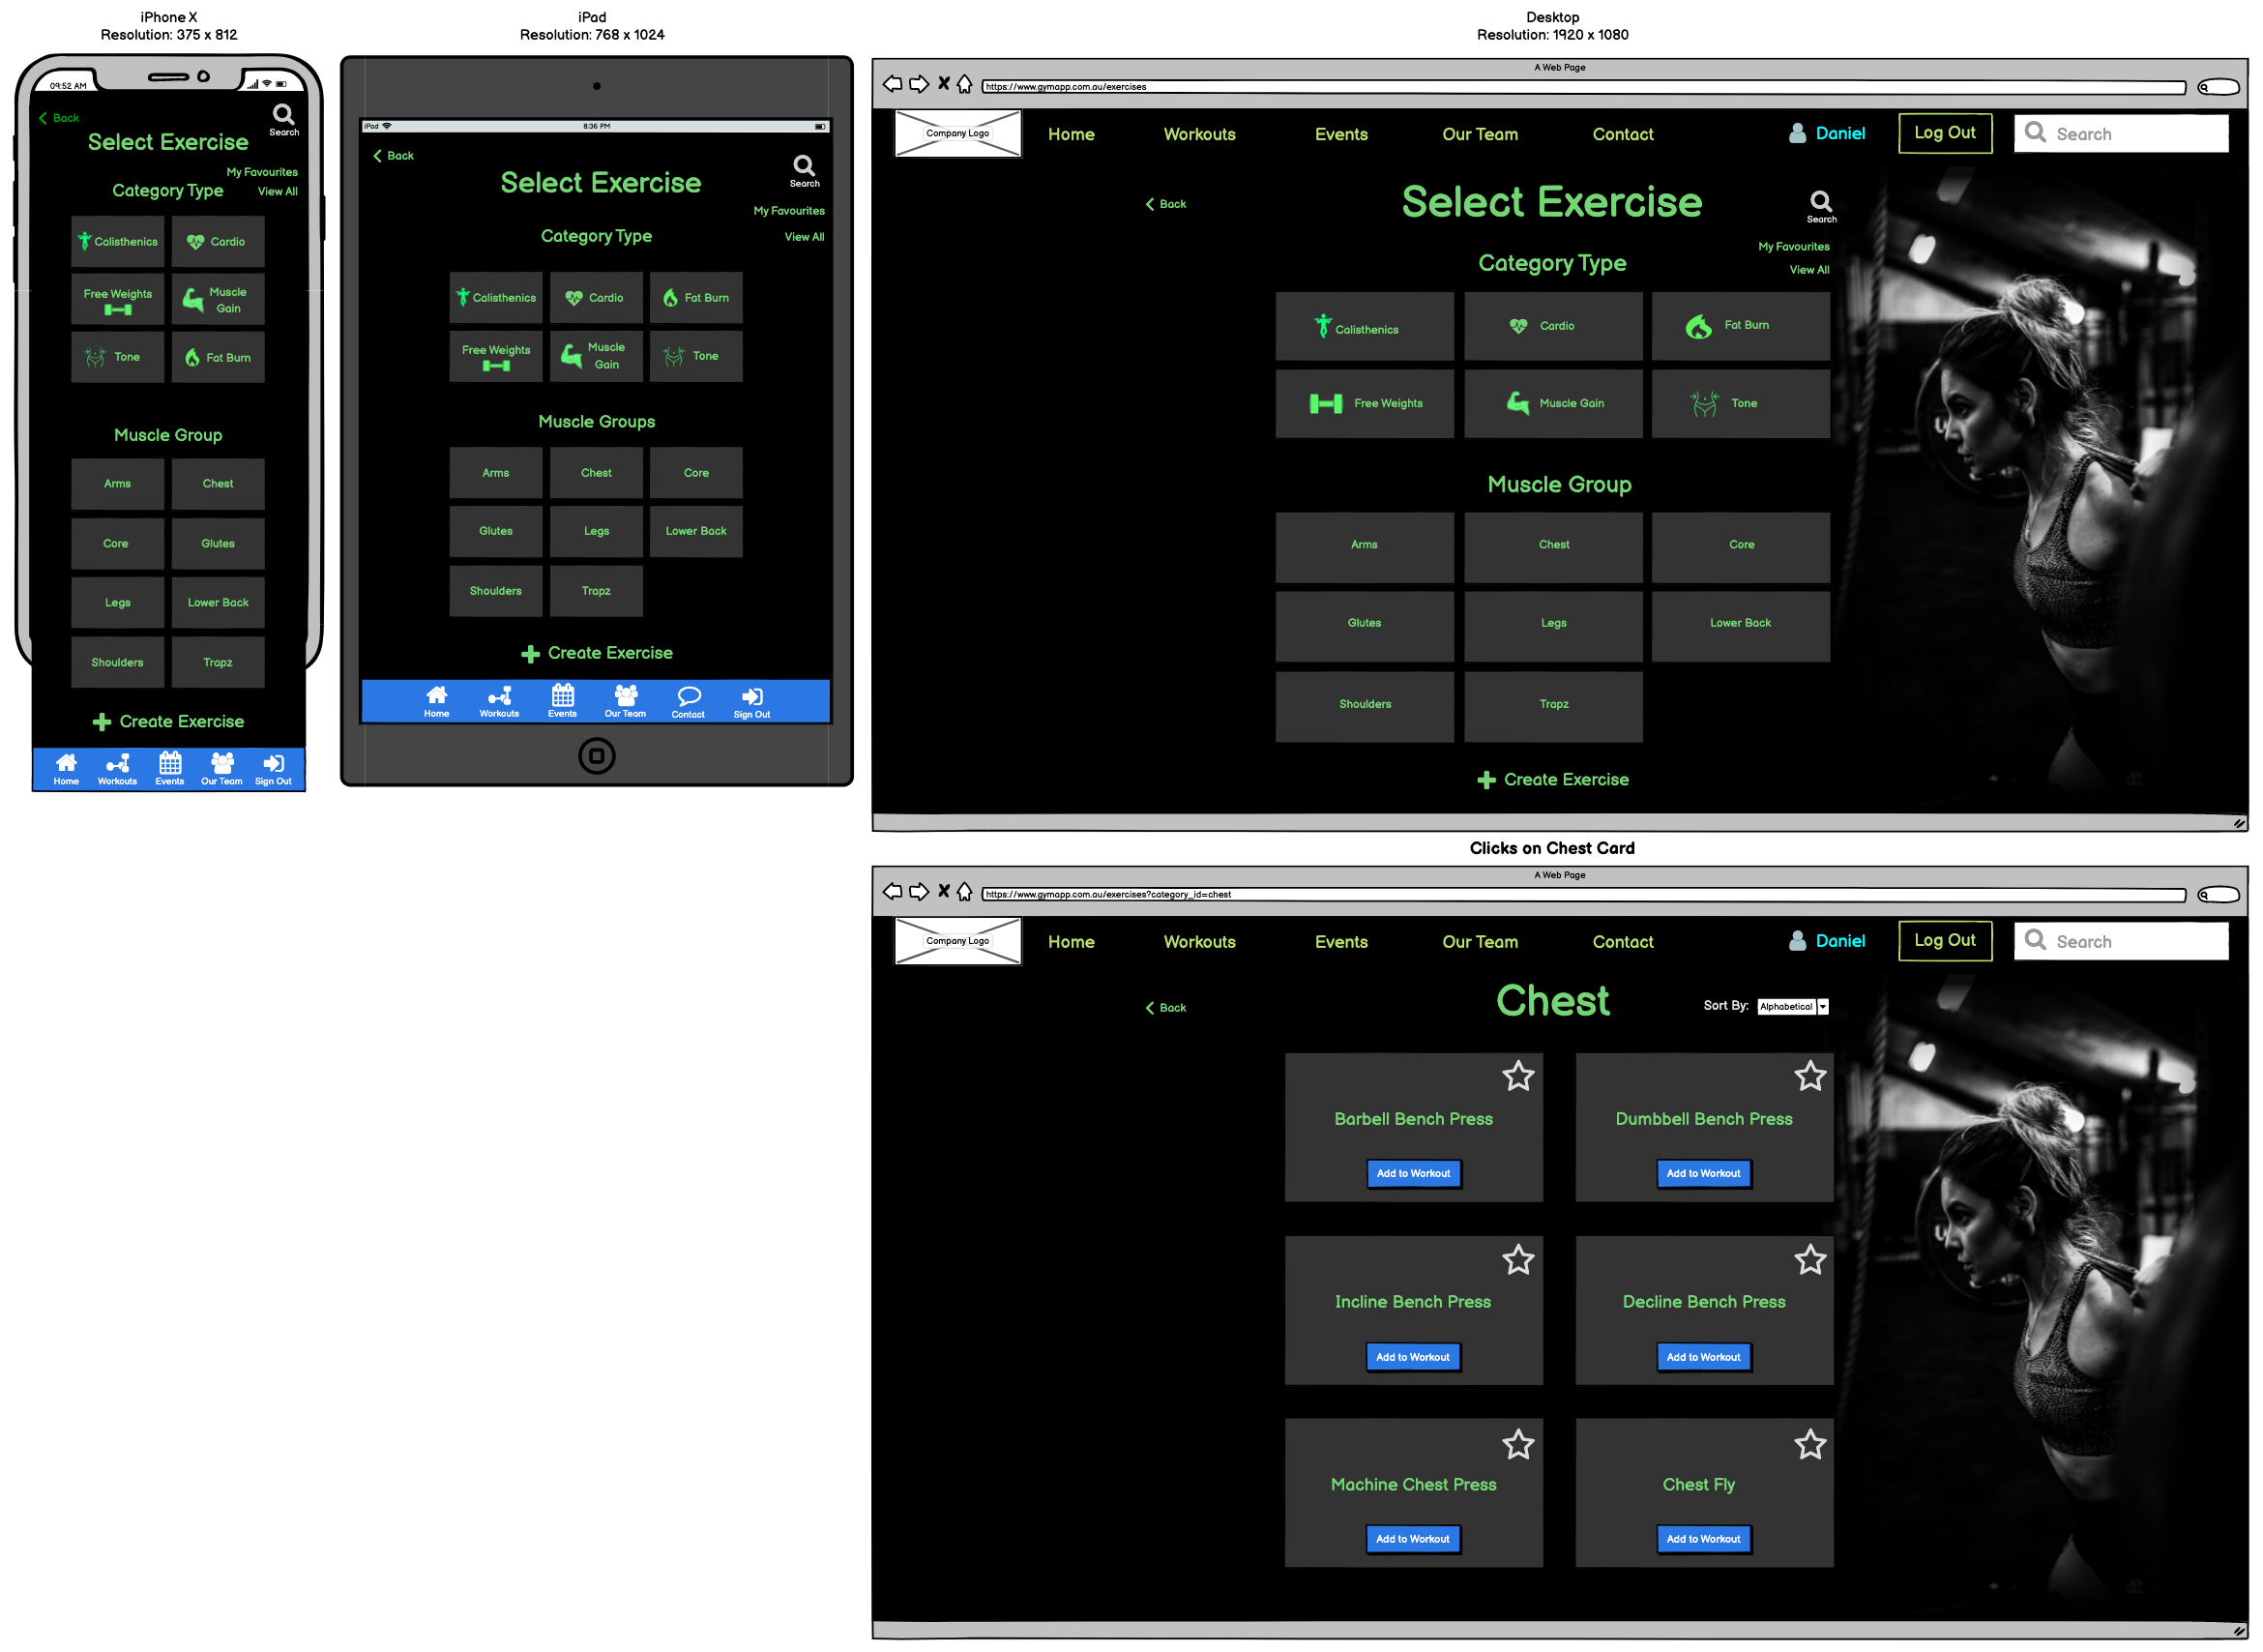 iPhone X
Resolution: 375 x 812
09:52 AM
Back
Search
Select Exercise
My Favourites
Category Type
View All
Calisthenics
Cardio
Free Weights
Muscle
Gain
Tone
Fat Burn
Muscle Group
Arms
Chest
Core
Glutes
Legs
Lower Back
Shoulders
Trapz
Create Exercise
Home
Workouts
Events
Our Team
Sign Out
iPad
Resolution: 768 x 1024
iPod
8:36 PM
Back
Search
Select Exercise
My Favourites
Category Type
View All
Calisthenics
Cardio
Fat Burn
Free Weights
Muscle
Gain
Tone
Muscle Groups
Arms
Chest
Core
Glutes
Legs
Lower Back
Shoulders
Trapz
Create Exercise
Home
Workouts
Events
Our Team
Contact
Sign Out
Desktop
Resolution: 1920 x 1080
A Web Page
https://www.gymapp.com.au/exercises
Company Logo
Home
Workouts
Events
Our Team
Contact
Daniel
Log Out
Search
Back
Select Exercise
Search
My Favourites
Category Type
View All
Calisthenics
Cardio
Fat Burn
Free Weights
Muscle Gain
Tone
Muscle Group
Arms
Chest
Core
Glutes
Legs
Lower Back
Shoulders
Trapz
Create Exercise
Clicks on Chest Card
A Web Page
https://www.gymapp.com.au/exercises?category_id=chest
Company Logo
Home
Workouts
Events
Our Team
Contact
Daniel
Log Out
Search
Back
Chest
Sort By:
Alphabetical
Barbell Bench Press
Add to Workout
Dumbbell Bench Press
Add to Workout
Incline Bench Press
Add to Workout
Decline Bench Press
Add to Workout
Machine Chest Press
Add to Workout
Chest Fly
Add to Workout